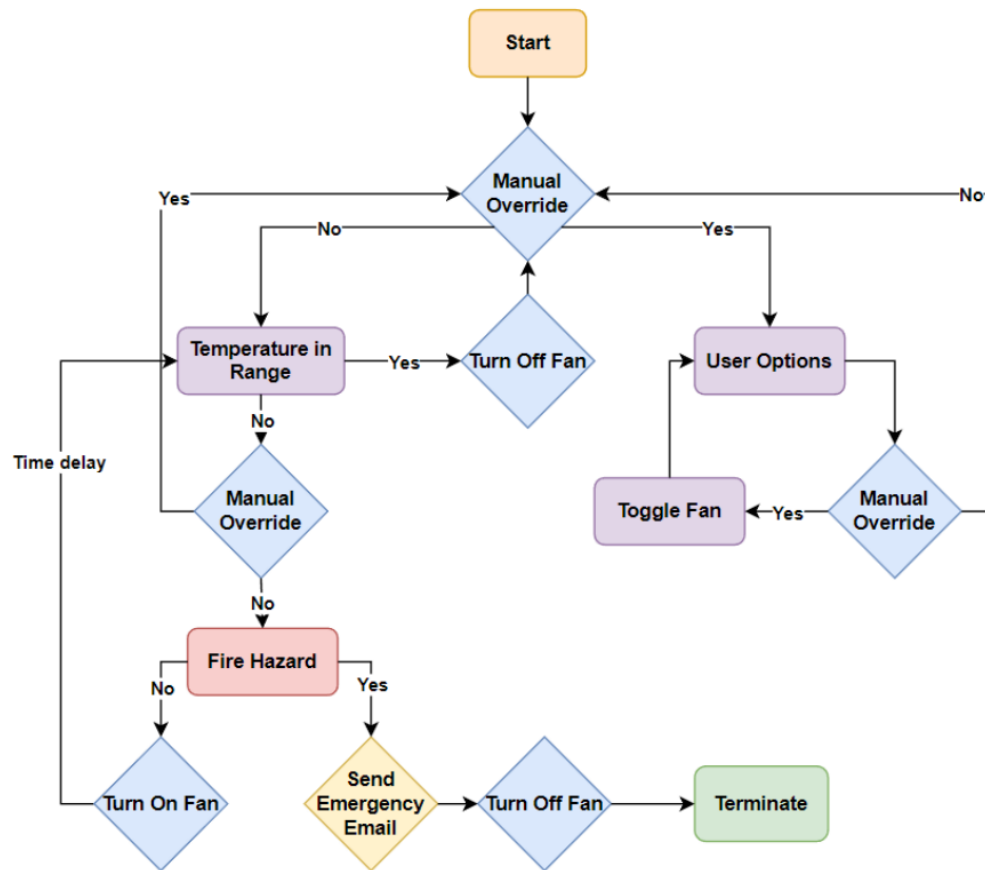 Start
Manual
Override
Yes
No
No
Yes
Temperature in
Range
Yes
Turn Off Fan
User Options
No
Time delay
Manual
Override
Toggle Fan
Yes
Manual
Override
No
Fire Hazard
No
Yes
Turn On Fan
Send
Emergency
Email
Turn Off Fan
Terminate